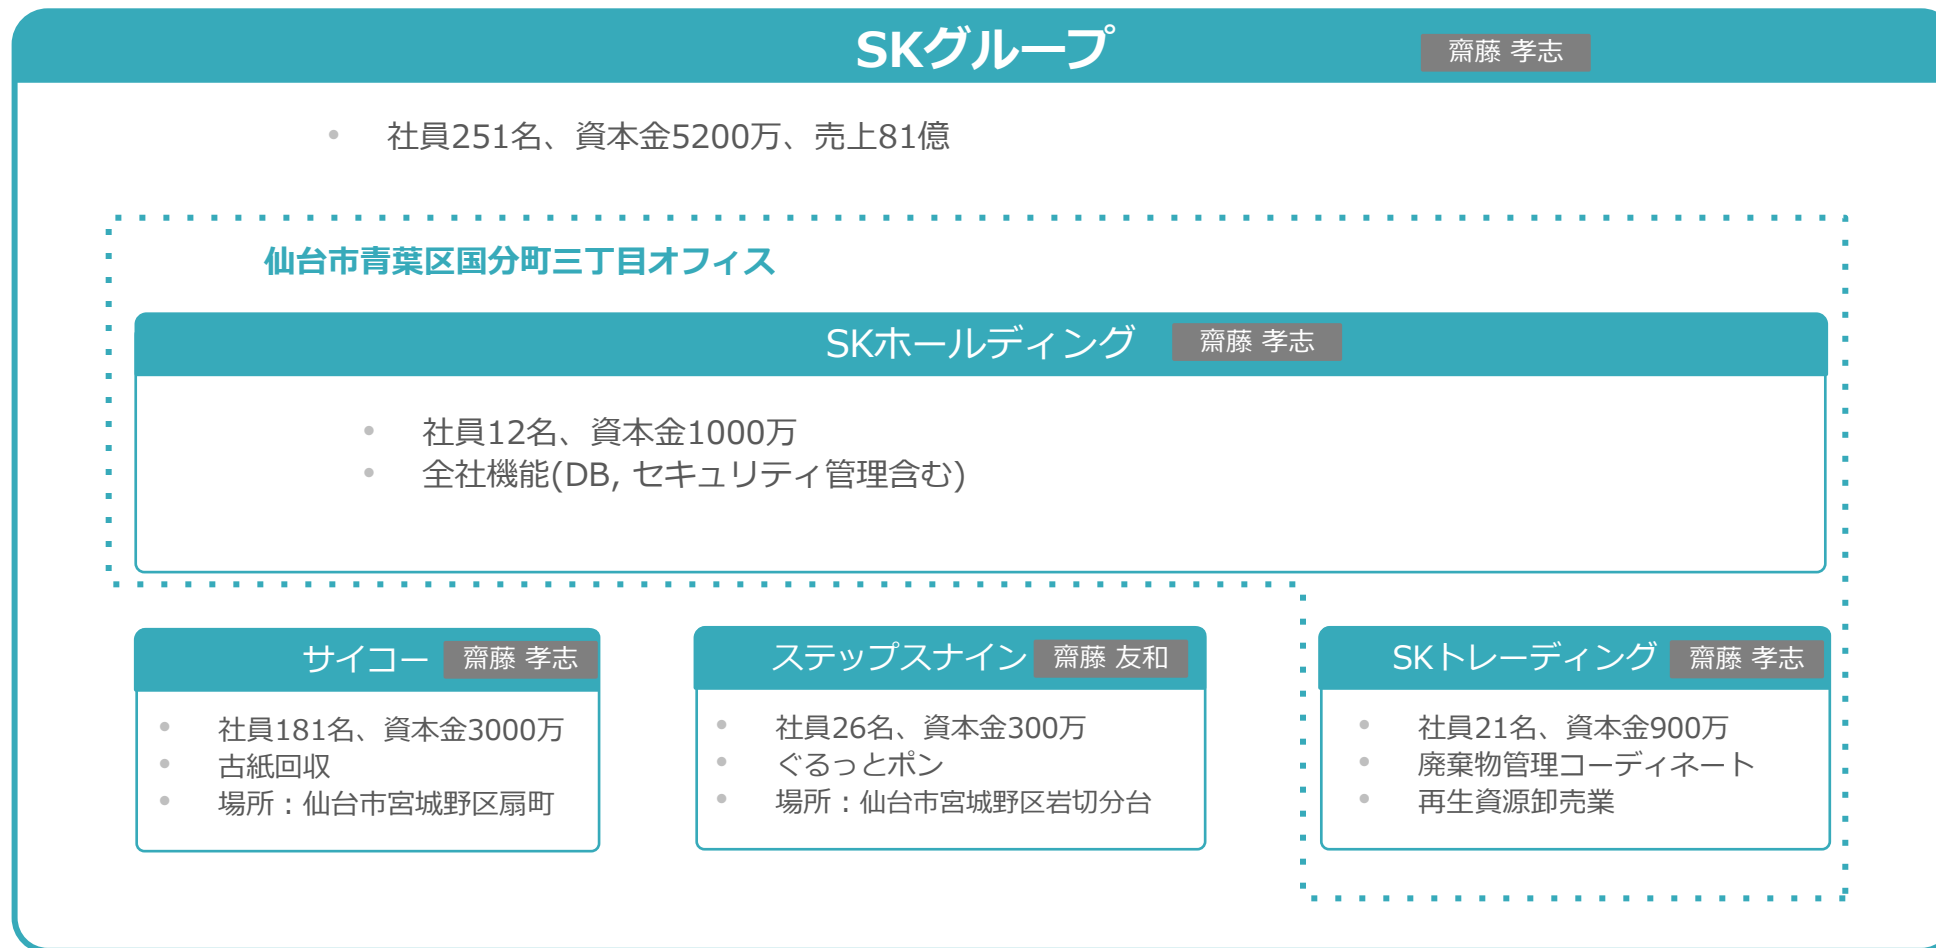 SKグループ 齋藤 孝志
• 社員251名、資本金5200万、売上81億
仙台市青葉区国分町三丁目オフィス
SKホールディング 齋藤 孝志
• 社員12名、資本金1000万
• 全社機能(DB, セキュリティ管理含む)
サイコー 齋藤 孝志
• 社員181名、資本金3000万
• 古紙回収
• 場所：仙台市宮城野区扇町
ステップスナイン 齋藤 友和
• 社員26名、資本金300万
• ぐるっとポン
• 場所：仙台市宮城野区岩切分台
SKトレーディング 齋藤 孝志
• 社員21名、資本金900万
• 廃棄物管理コーディネート
• 再生資源卸売業